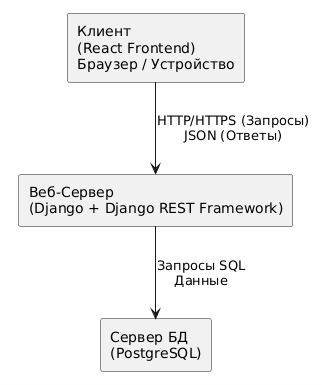 Клиент
(React Frontend)
Браузер / Устройство
HTTP/HTTPS (Запросы)
JSON (Ответы)
Веб-Сервер
(Django + Django REST Framework)
Запросы SQL
Данные
Сервер БД
(PostgreSQL)